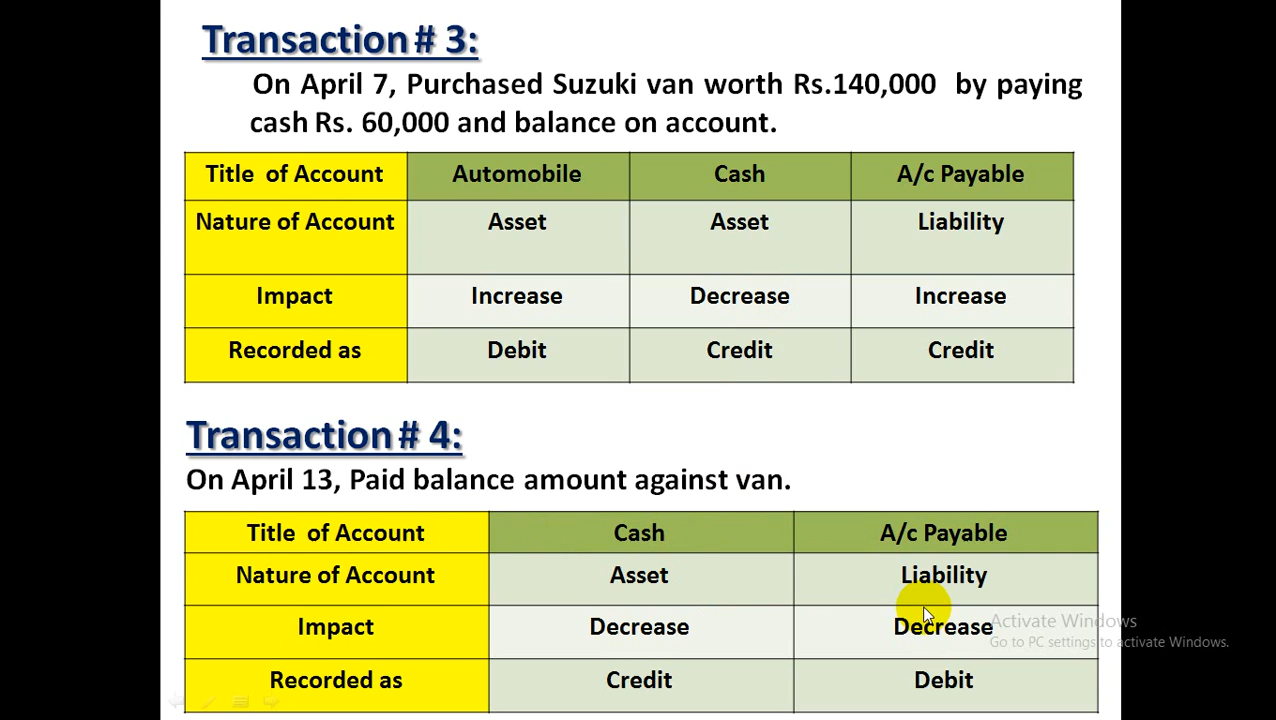 Transaction # 3:
On April 7, Purchased Suzuki van worth Rs.140,000 by paying
cash Rs. 60,000 and balance on account.
Title of Account Automobile Cash A/c Payable
Nature of Account Asset Asset Liability
Impact Increase Decrease Increase
Recorded as Debit Credit Credit
Transaction # 4:
On April 13, Paid balance amount against van.
Title of Account Cash A/c Payable
Nature of Account Asset Liability
Impact Decrease Decrease
Recorded as Credit Debit
Activate Windows
Go to PC settings to activate Windows.